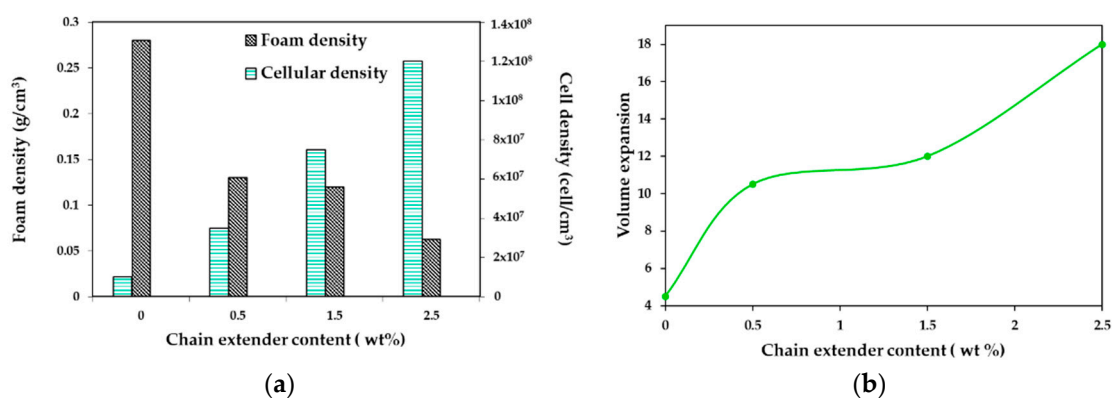 Foam density (g/cm³)
0.3
0.25
0.2
0.15
0.1
0.05
0
Foam density
Cellular density
1.4x10⁸
1.2x10⁸
1x10⁸
8x10⁷
6x10⁷
4x10⁷
2x10⁷
0
Cell density (cell/cm³)
0 0.5 1.5 2.5
Chain extender content ( wt%)
(a)
Volume expansion
18
16
14
12
10
8
6
4
0 0.5 1 1.5 2 2.5
Chain extender content ( wt %)
(b)